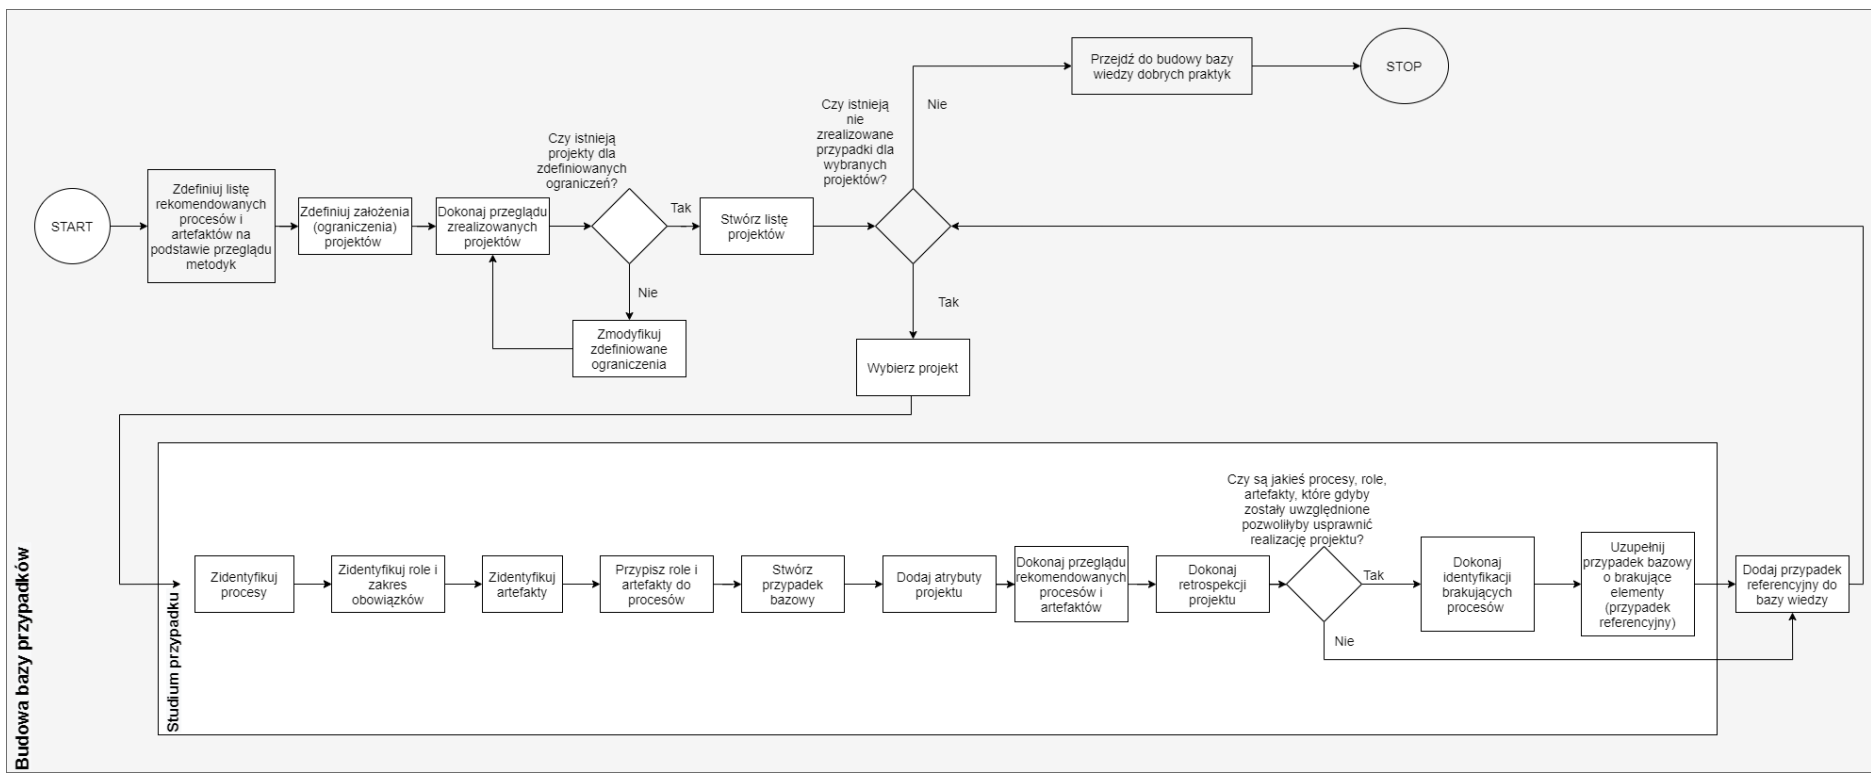 Przejdź do budowy bazy
wiedzy dobrych praktyk
STOP
Czy istnieją
nie
zrealizowane
przypadki dla
wybranych
projektów?
Nie
Czy istnieją
projekty dla
zdefiniowanych
ograniczeń?
START
Zdefiniuj listę
rekomendowanych
procesów i
artefaktów na
podstawie przeglądu
metodyk
Zdefiniuj założenia
(ograniczenia)
projektów
Dokonaj przeglądu
zrealizowanych
projektów
Tak
Stwórz listę
projektów
Nie
Zmodyfikuj
zdefiniowane
ograniczenia
Tak
Wybierz projekt
Budowa bazy przypadków
Studium przypadku
Zidentyfikuj
procesy
Zidentyfikuj role i
zakres
obowiązków
Zidentyfikuj
artefakty
Przypisz role i
artefakty do
procesów
Stwórz
przypadek
bazowy
Dodaj atrybuty
projektu
Dokonaj przeglądu
rekomendowanych
procesów i
artefaktów
Dokonaj
retrospekcji
projektu
Czy są jakieś procesy, role,
artefakty, które gdyby
zostały uwzględnione
pozwoliłyby usprawnić
realizację projektu?
Tak
Nie
Dokonaj
identyfikacji
brakujących
procesów
Uzupełnij
przypadek bazowy
o brakujące
elementy
(przypadek
referencyjny)
Dodaj przypadek
referencyjny do
bazy wiedzy